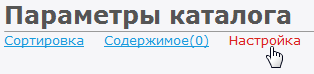 Параметры каталога
Сортировка Содержимое(0) Настройка